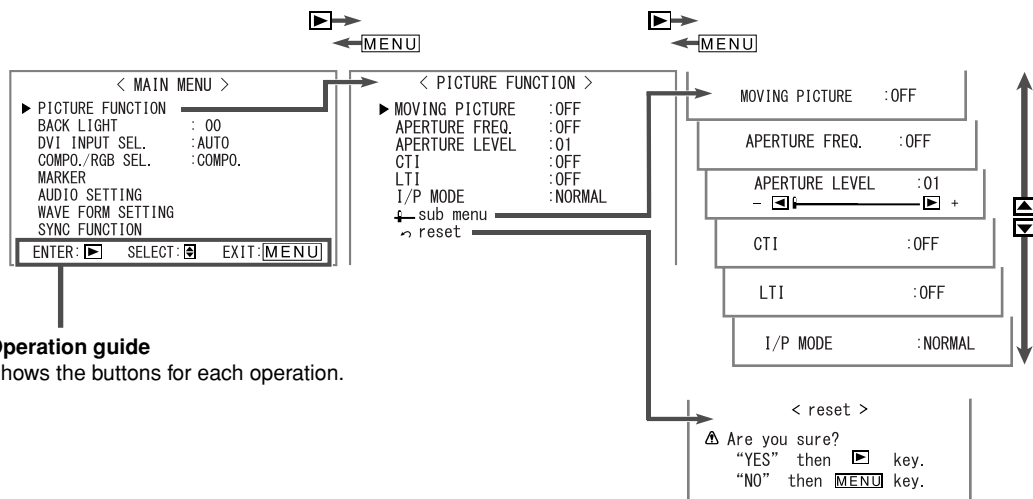 MENU
MENU
< MAIN MENU >
PICTURE FUNCTION
BACK LIGHT : 00
DVI INPUT SEL. :AUTO
COMPO./RGB SEL. :COMPO.
MARKER
AUDIO SETTING
WAVE FORM SETTING
SYNC FUNCTION
ENTER: SELECT: EXIT:MENU
< PICTURE FUNCTION >
MOVING PICTURE :OFF
APERTURE FREQ. :OFF
APERTURE LEVEL :01
CTI :OFF
LTI :OFF
I/P MODE :NORMAL
sub menu
reset
MOVING PICTURE :OFF
APERTURE FREQ. :OFF
APERTURE LEVEL :01
– +
CTI :OFF
LTI :OFF
I/P MODE :NORMAL
peration guide
hows the buttons for each operation.
< reset >
Are you sure?
“YES” then key.
“NO” then MENU key.